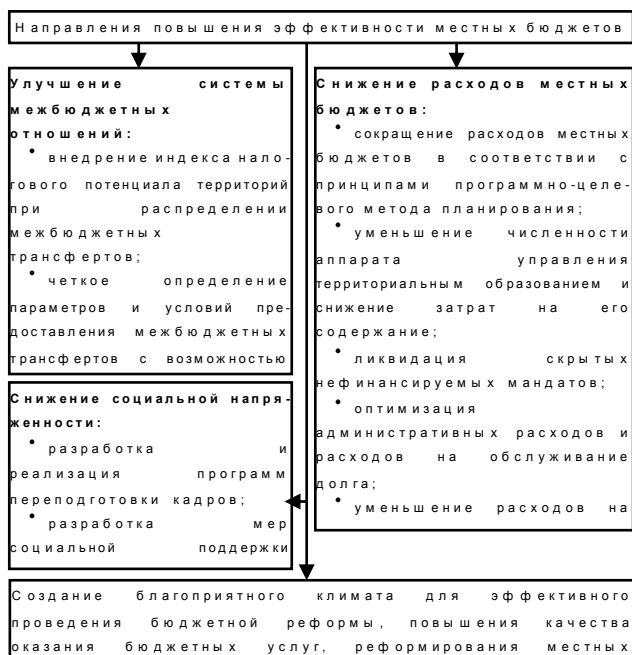 Направления повышения эффективности местных бюджетов
Улучшение системы
межбюджетных
отношений:
• внедрение индекса нало-
гового потенциала территорий
при распределении
межбюджетных
трансфертов;
• четкое определение
параметров и условий пре-
доставления межбюджетных
трансфертов с возможностью
Снижение социальной напря-
женности:
• разработка и
реализация программ
переподготовки кадров;
• разработка мер
социальной поддержки
Снижение расходов местных
бюджетов:
• сокращение расходов местных
бюджетов в соответствии с
принципами программно-целе-
вого метода планирования;
• уменьшение численности
аппарата управления
территориальным образованием и
снижение затрат на его
содержание;
• ликвидация скрытых
нефинансируемых мандатов;
• оптимизация
административных расходов и
расходов на обслуживание
долга;
• уменьшение расходов на
Создание благоприятного климата для эффективного
проведения бюджетной реформы, повышения качества
оказания бюджетных услуг, реформирования местных